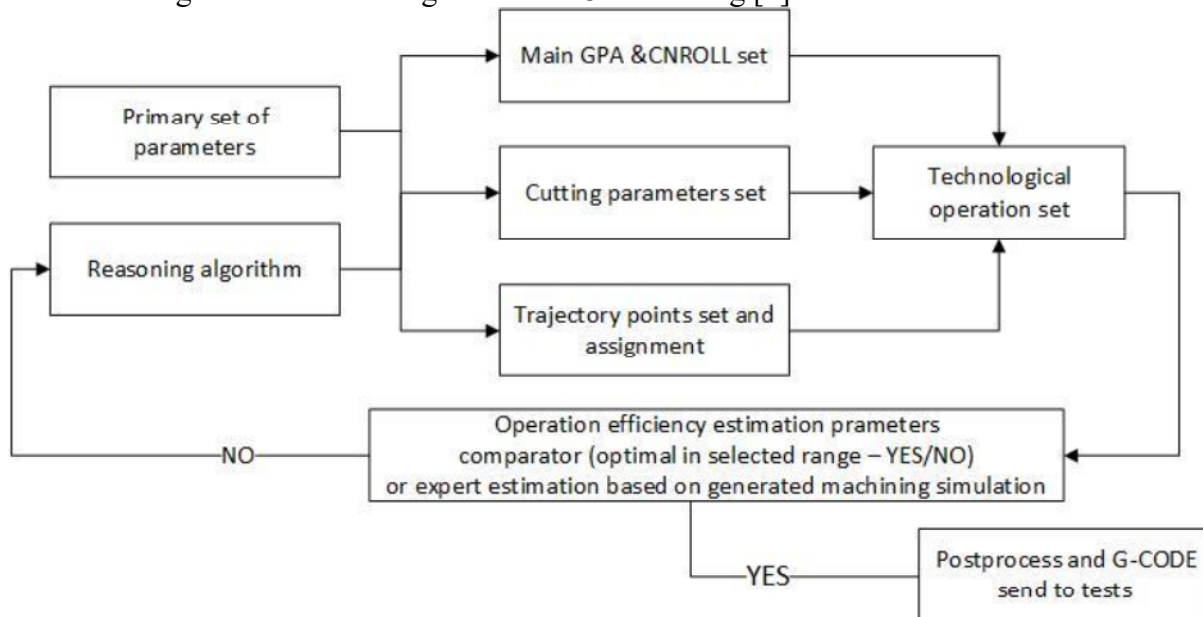 Main GPA &CNROLL set
Primary set of
parameters
Cutting parameters set
Technological
operation set
Reasoning algorithm
Trajectory points set and
assignment
Operation efficiency estimation prameters
comparator (optimal in selected range – YES/NO)
or expert estimation based on generated machining simulation
NO
YES
Postprocess and G-CODE
send to tests